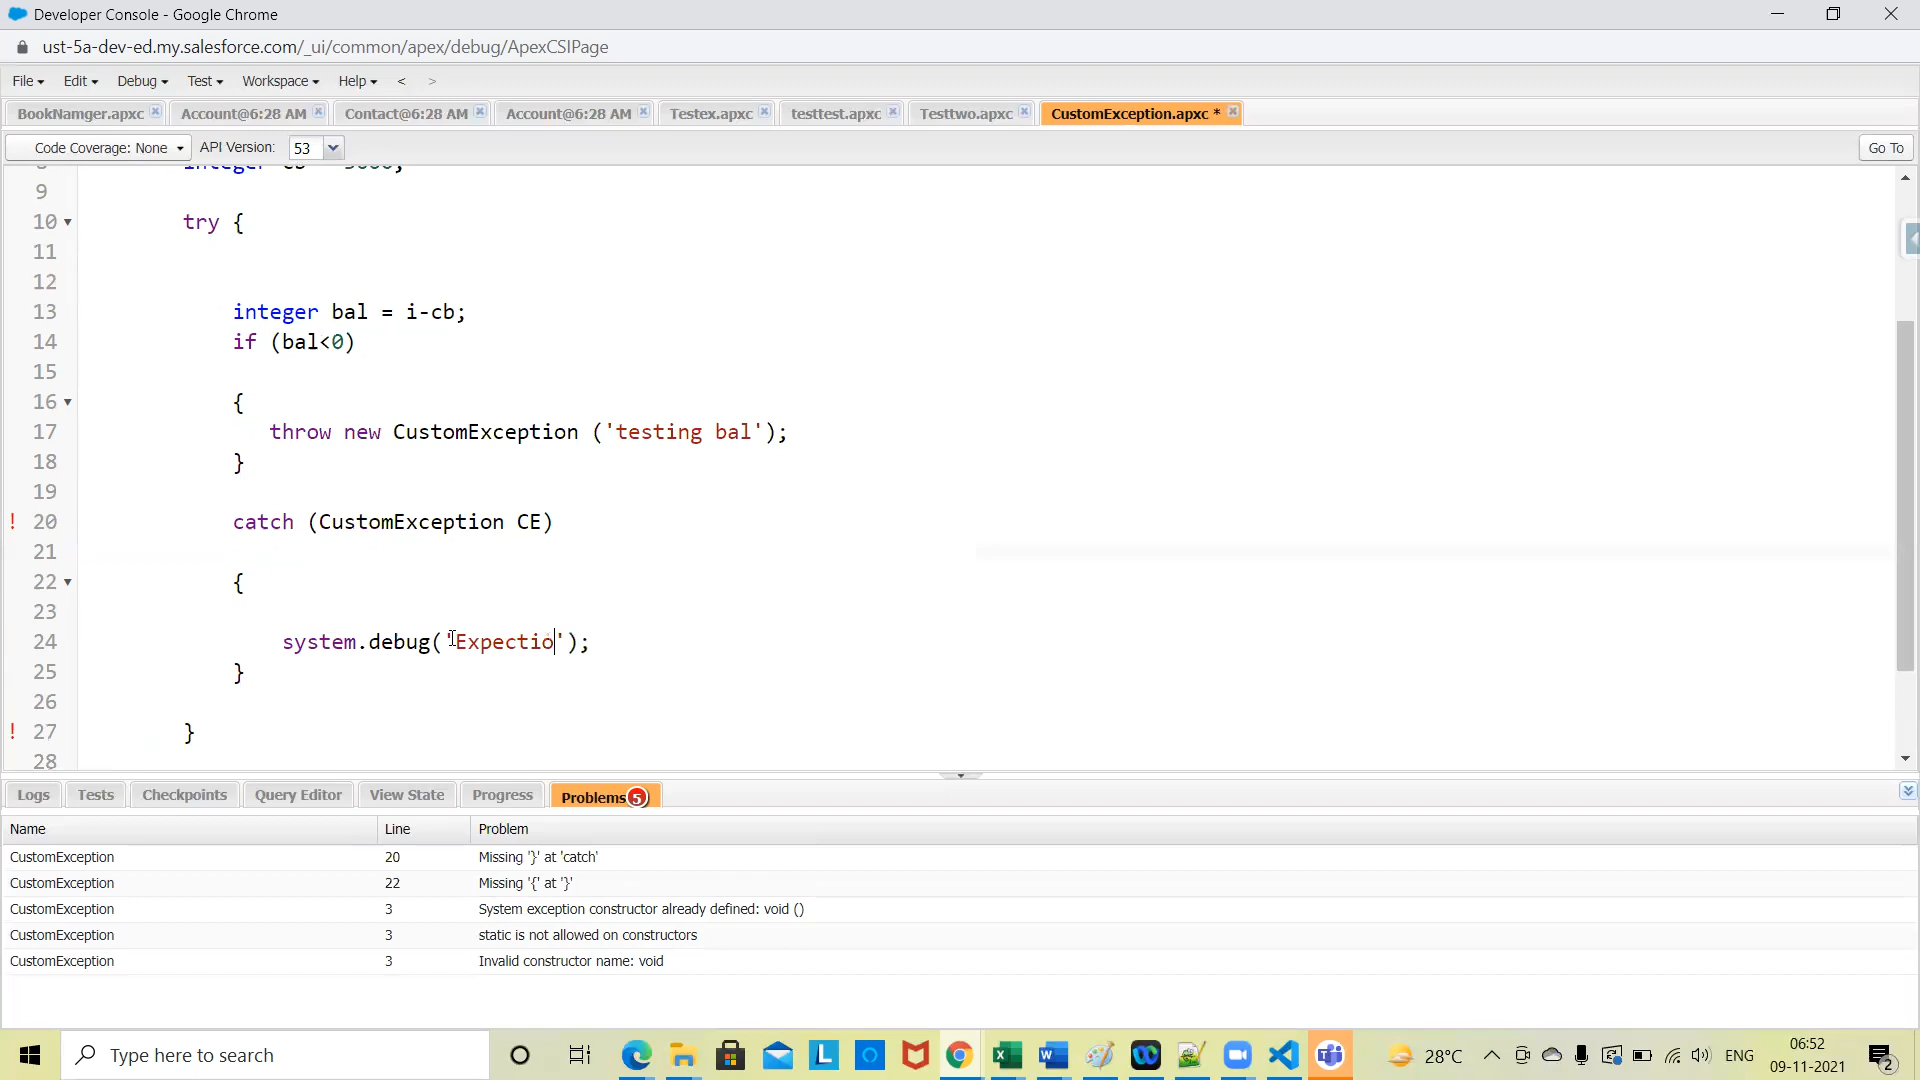 Developer Console - Google Chrome
ust-5a-dev-ed.my.salesforce.com/_ui/common/apex/debug/ApexCSIPage
File Edit Debug Test Workspace Help < >
BookNamger.apxc Account@6:28 AM Contact@6:28 AM Account@6:28 AM Testex.apxc testtest.apxc Testtwo.apxc CustomException.apxc *
Code Coverage: None API Version: 53 Go To
9
10 try {
11
12
13 integer bal = i-cb;
14 if (bal<0)
15
16 {
17 throw new CustomException ('testing bal');
18 }
19
! 20 catch (CustomException CE)
21
22 {
23
24 system.debug('Expectio');
25 }
26
! 27 }
28
Logs Tests Checkpoints Query Editor View State Progress Problems 5
Name Line Problem
CustomException 20 Missing '}' at 'catch'
CustomException 22 Missing '{' at '}'
CustomException 3 System exception constructor already defined: void ()
CustomException 3 static is not allowed on constructors
CustomException 3 Invalid constructor name: void
Type here to search
28°C ENG 06:52
09-11-2021 2